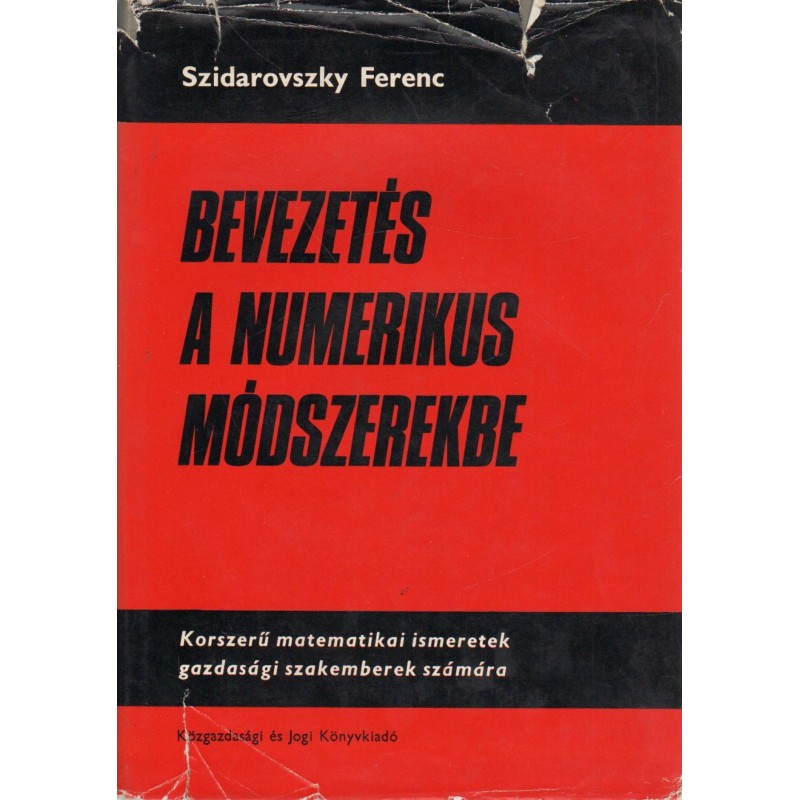 Szidarovszky Ferenc
BEVEZETÉS
A NUMERIKUS
MÓDSZEREKBE
Korszerű matematikai ismeretek
gazdasági szakemberek számára
Közgazdasági és Jogi Könyvkiadó